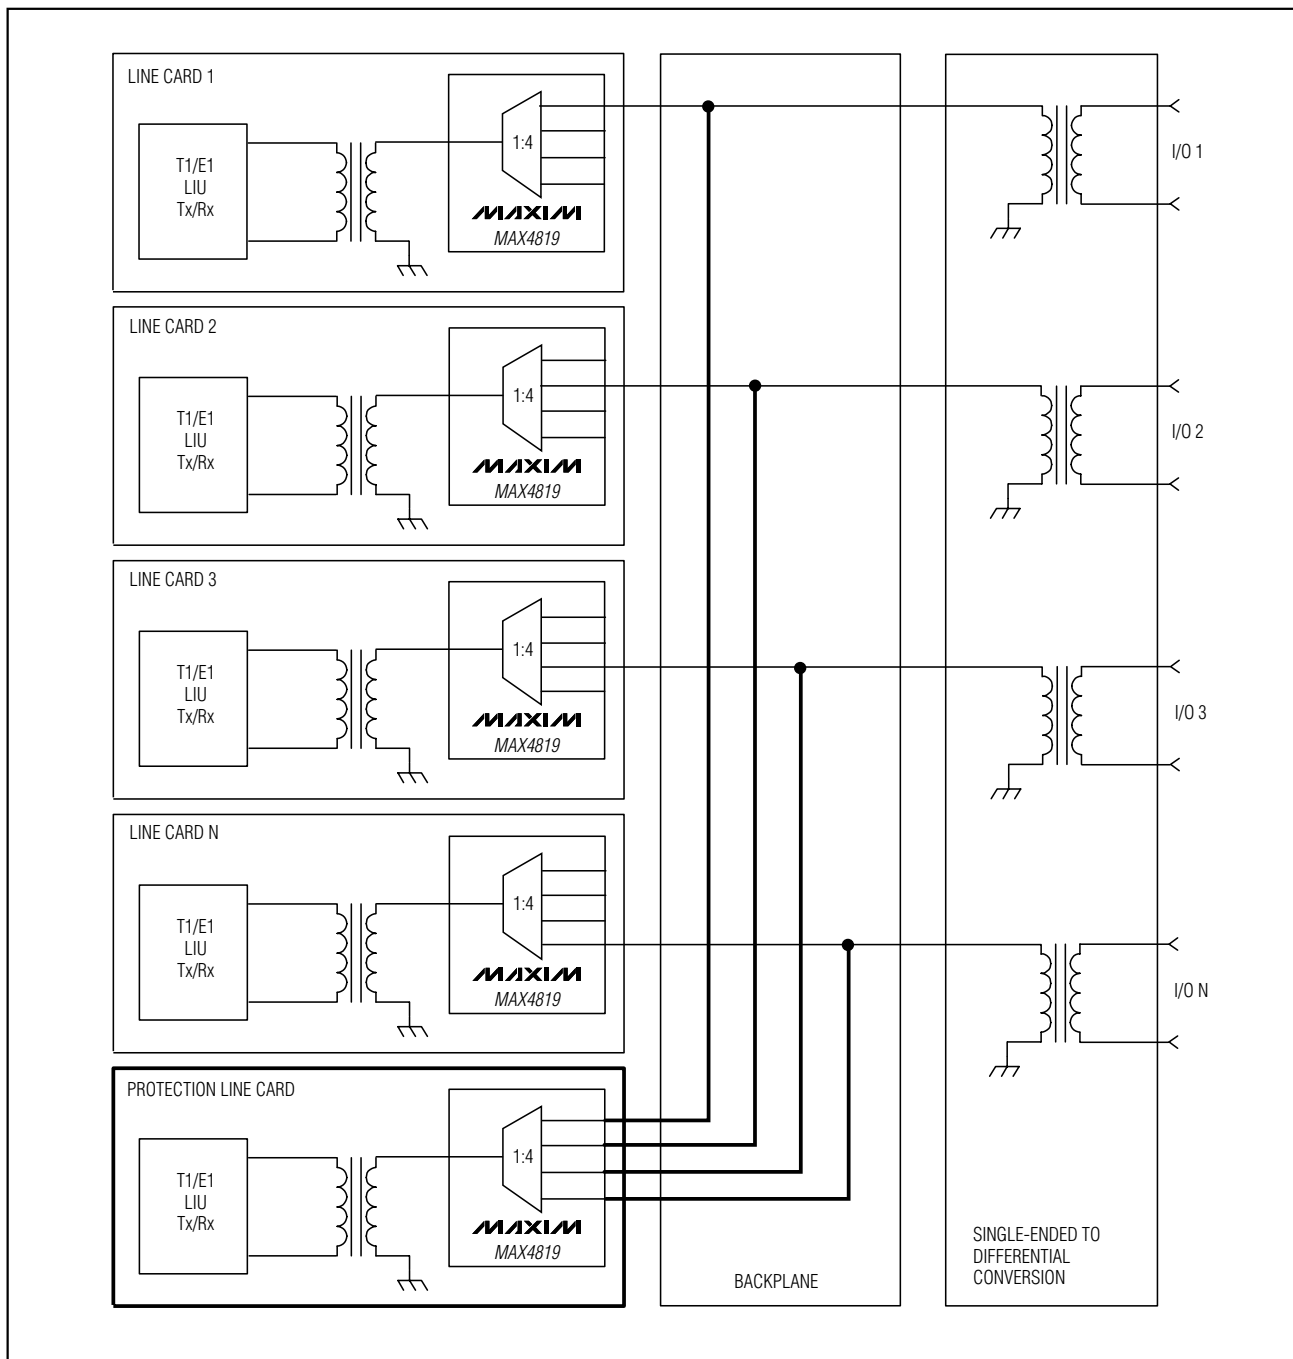 LINE CARD 1
T1/E1
LIU
Tx/Rx
1:4
MAXIM
MAX4819
I/O 1
LINE CARD 2
T1/E1
LIU
Tx/Rx
1:4
MAXIM
MAX4819
I/O 2
LINE CARD 3
T1/E1
LIU
Tx/Rx
1:4
MAXIM
MAX4819
I/O 3
LINE CARD N
T1/E1
LIU
Tx/Rx
1:4
MAXIM
MAX4819
I/O N
PROTECTION LINE CARD
T1/E1
LIU
Tx/Rx
1:4
MAXIM
MAX4819
BACKPLANE
SINGLE-ENDED TO
DIFFERENTIAL
CONVERSION